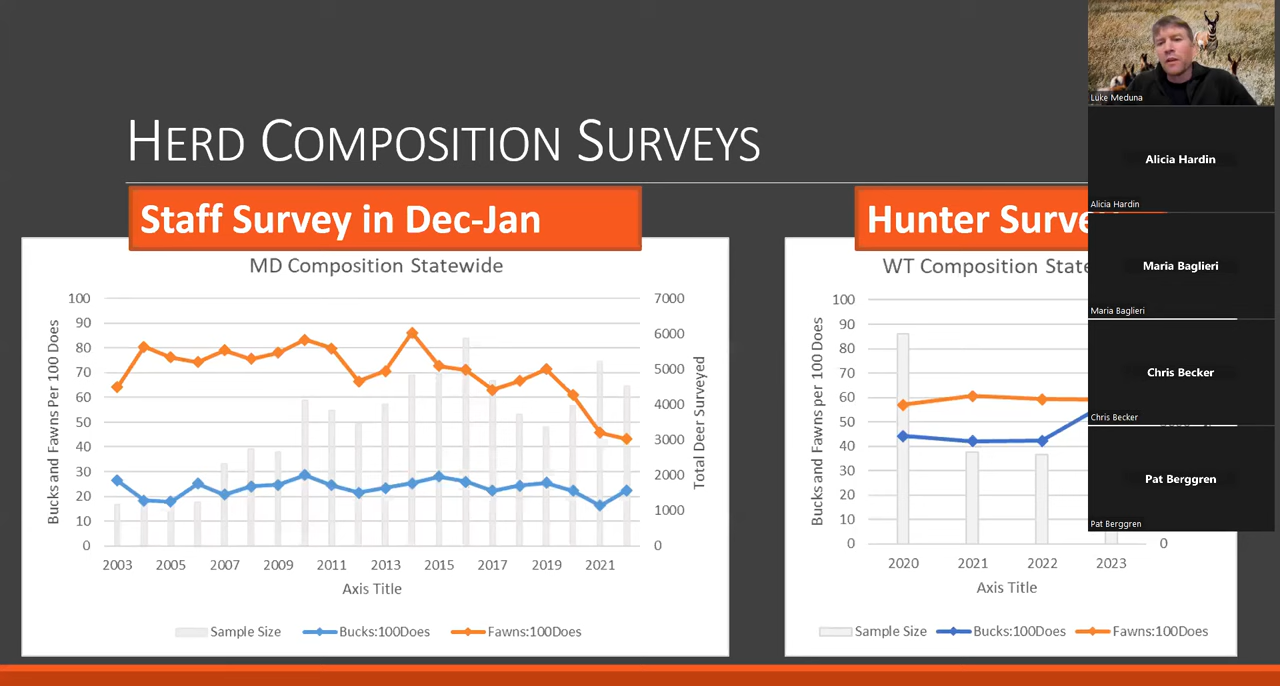 HERD COMPOSITION SURVEYS
Staff Survey in Dec-Jan
MD Composition Statewide
Bucks and Fawns Per 100 Does
100
90
80
70
60
50
40
30
20
10
0
7000
6000
5000
4000
3000
2000
1000
0
Total Deer Surveyed
2003 2005 2007 2009 2011 2013 2015 2017 2019 2021
Axis Title
Sample Size Bucks:100Does Fawns:100Does
Hunter Surve
WT Composition State
Bucks and Fawns per 100 Does
100
90
80
70
60
50
40
30
20
10
0
0
2020 2021 2022 2023
Axis Title
Sample Size Bucks:100Does Fawns:100Does
Luke Meduna
Alicia Hardin
Alicia Hardin
Maria Baglieri
Maria Baglieri
Chris Becker
Chris Becker
Pat Berggren
Pat Berggren